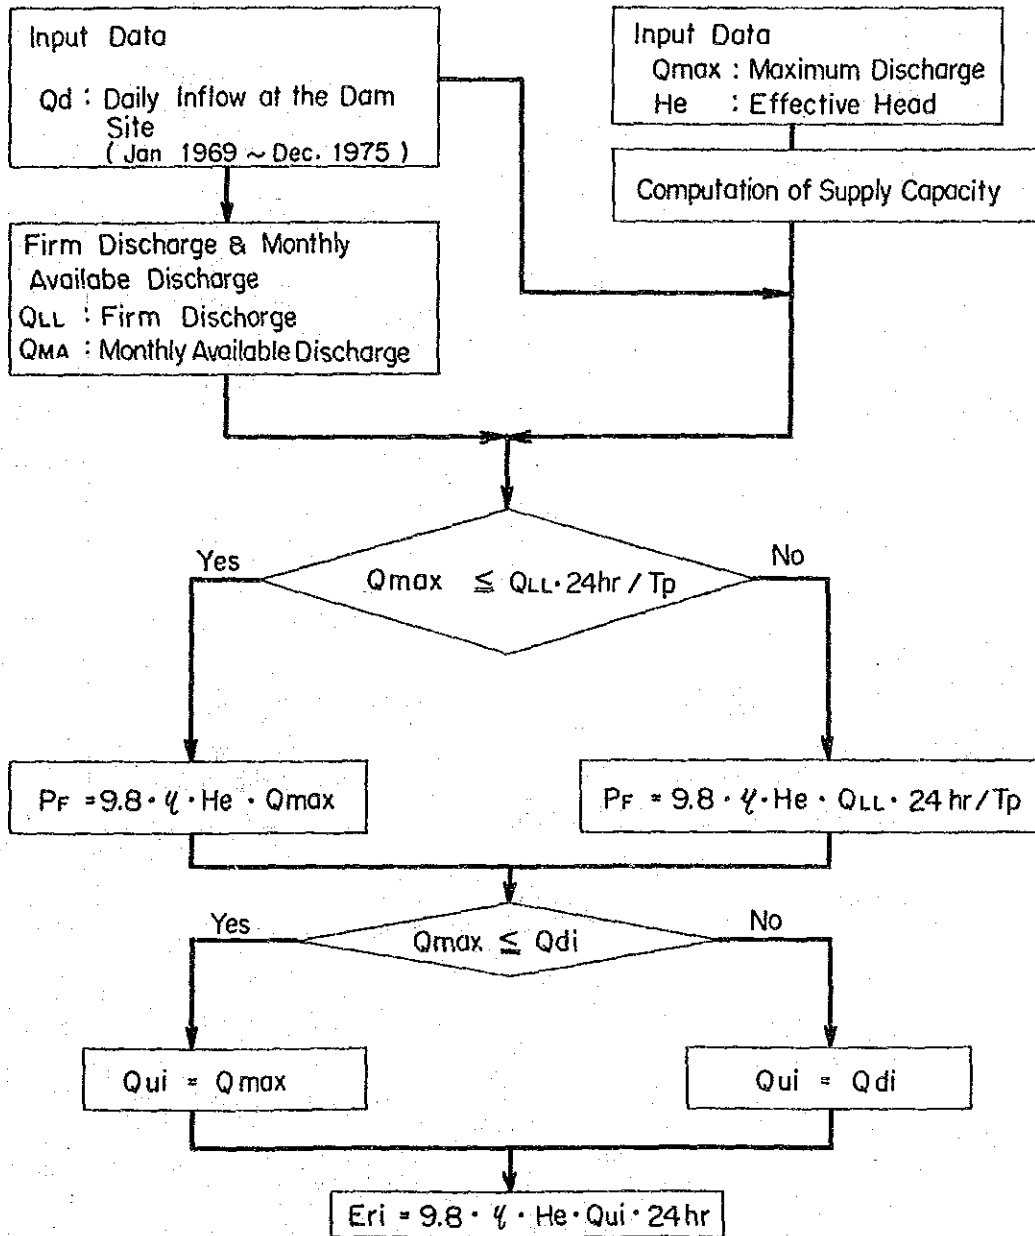 Input Data
Qd : Daily Inflow at the Dam
Site
( Jan 1969 ~ Dec. 1975 )
Input Data
Qmax : Maximum Discharge
He : Effective Head
Computation of Supply Capacity
Firm Discharge & Monthly
Availabe Discharge
QLL : Firm Dischorge
QMA : Monthly Available Discharge
Yes
Qmax ≦ QLL· 24hr / Tp
No
PF = 9.8 · η · He · Qmax
PF = 9.8 · η · He · QLL · 24 hr / Tp
Yes
Qmax ≦ Qdi
No
Qui = Qmax
Qui = Qdi
Eri = 9.8 · η · He · Qui · 24hr